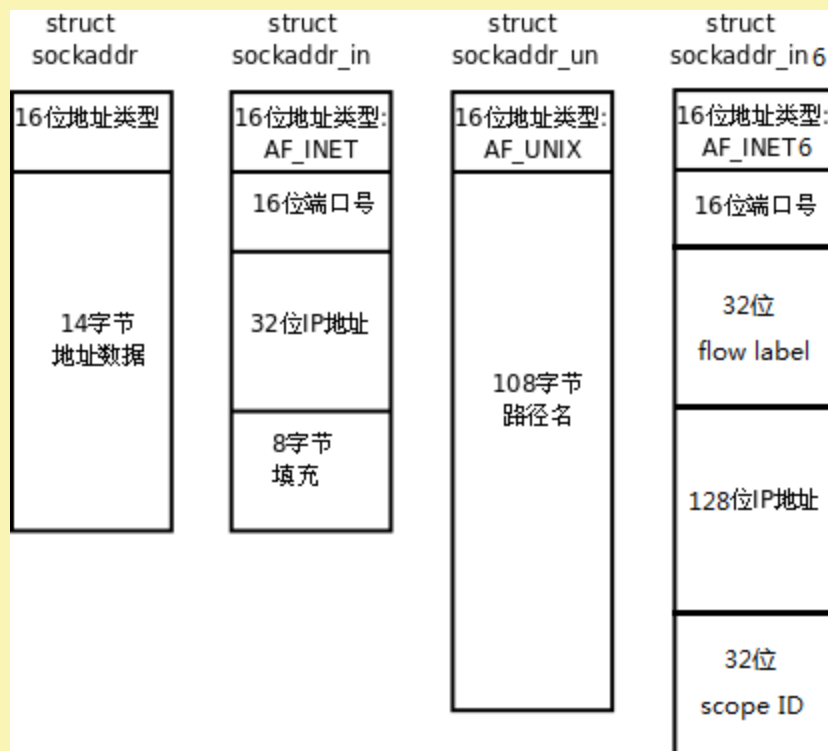 struct
sockaddr
16位地址类型
14字节
地址数据
struct
sockaddr_in
16位地址类型:
AF_INET
16位端口号
32位IP地址
8字节
填充
struct
sockaddr_un
16位地址类型:
AF_UNIX
108字节
路径名
struct
sockaddr_in6
16位地址类型:
AF_INET6
16位端口号
32位
flow label
128位IP地址
32位
scope ID